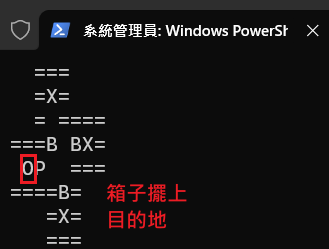 系統管理員: Windows PowerSh
===
=X=
= ====
===B BX=
OP  ===
====B=
=X=
===
箱子擺上
目的地